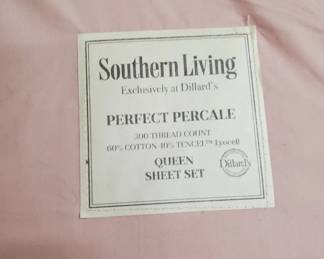 Southern Living
Exclusively at Dillard's
PERFECT PERCALE
300 THREAD COUNT
60% COTTON 40% TENCEL™ Lyocell
QUEEN
SHEET SET
Dillard's